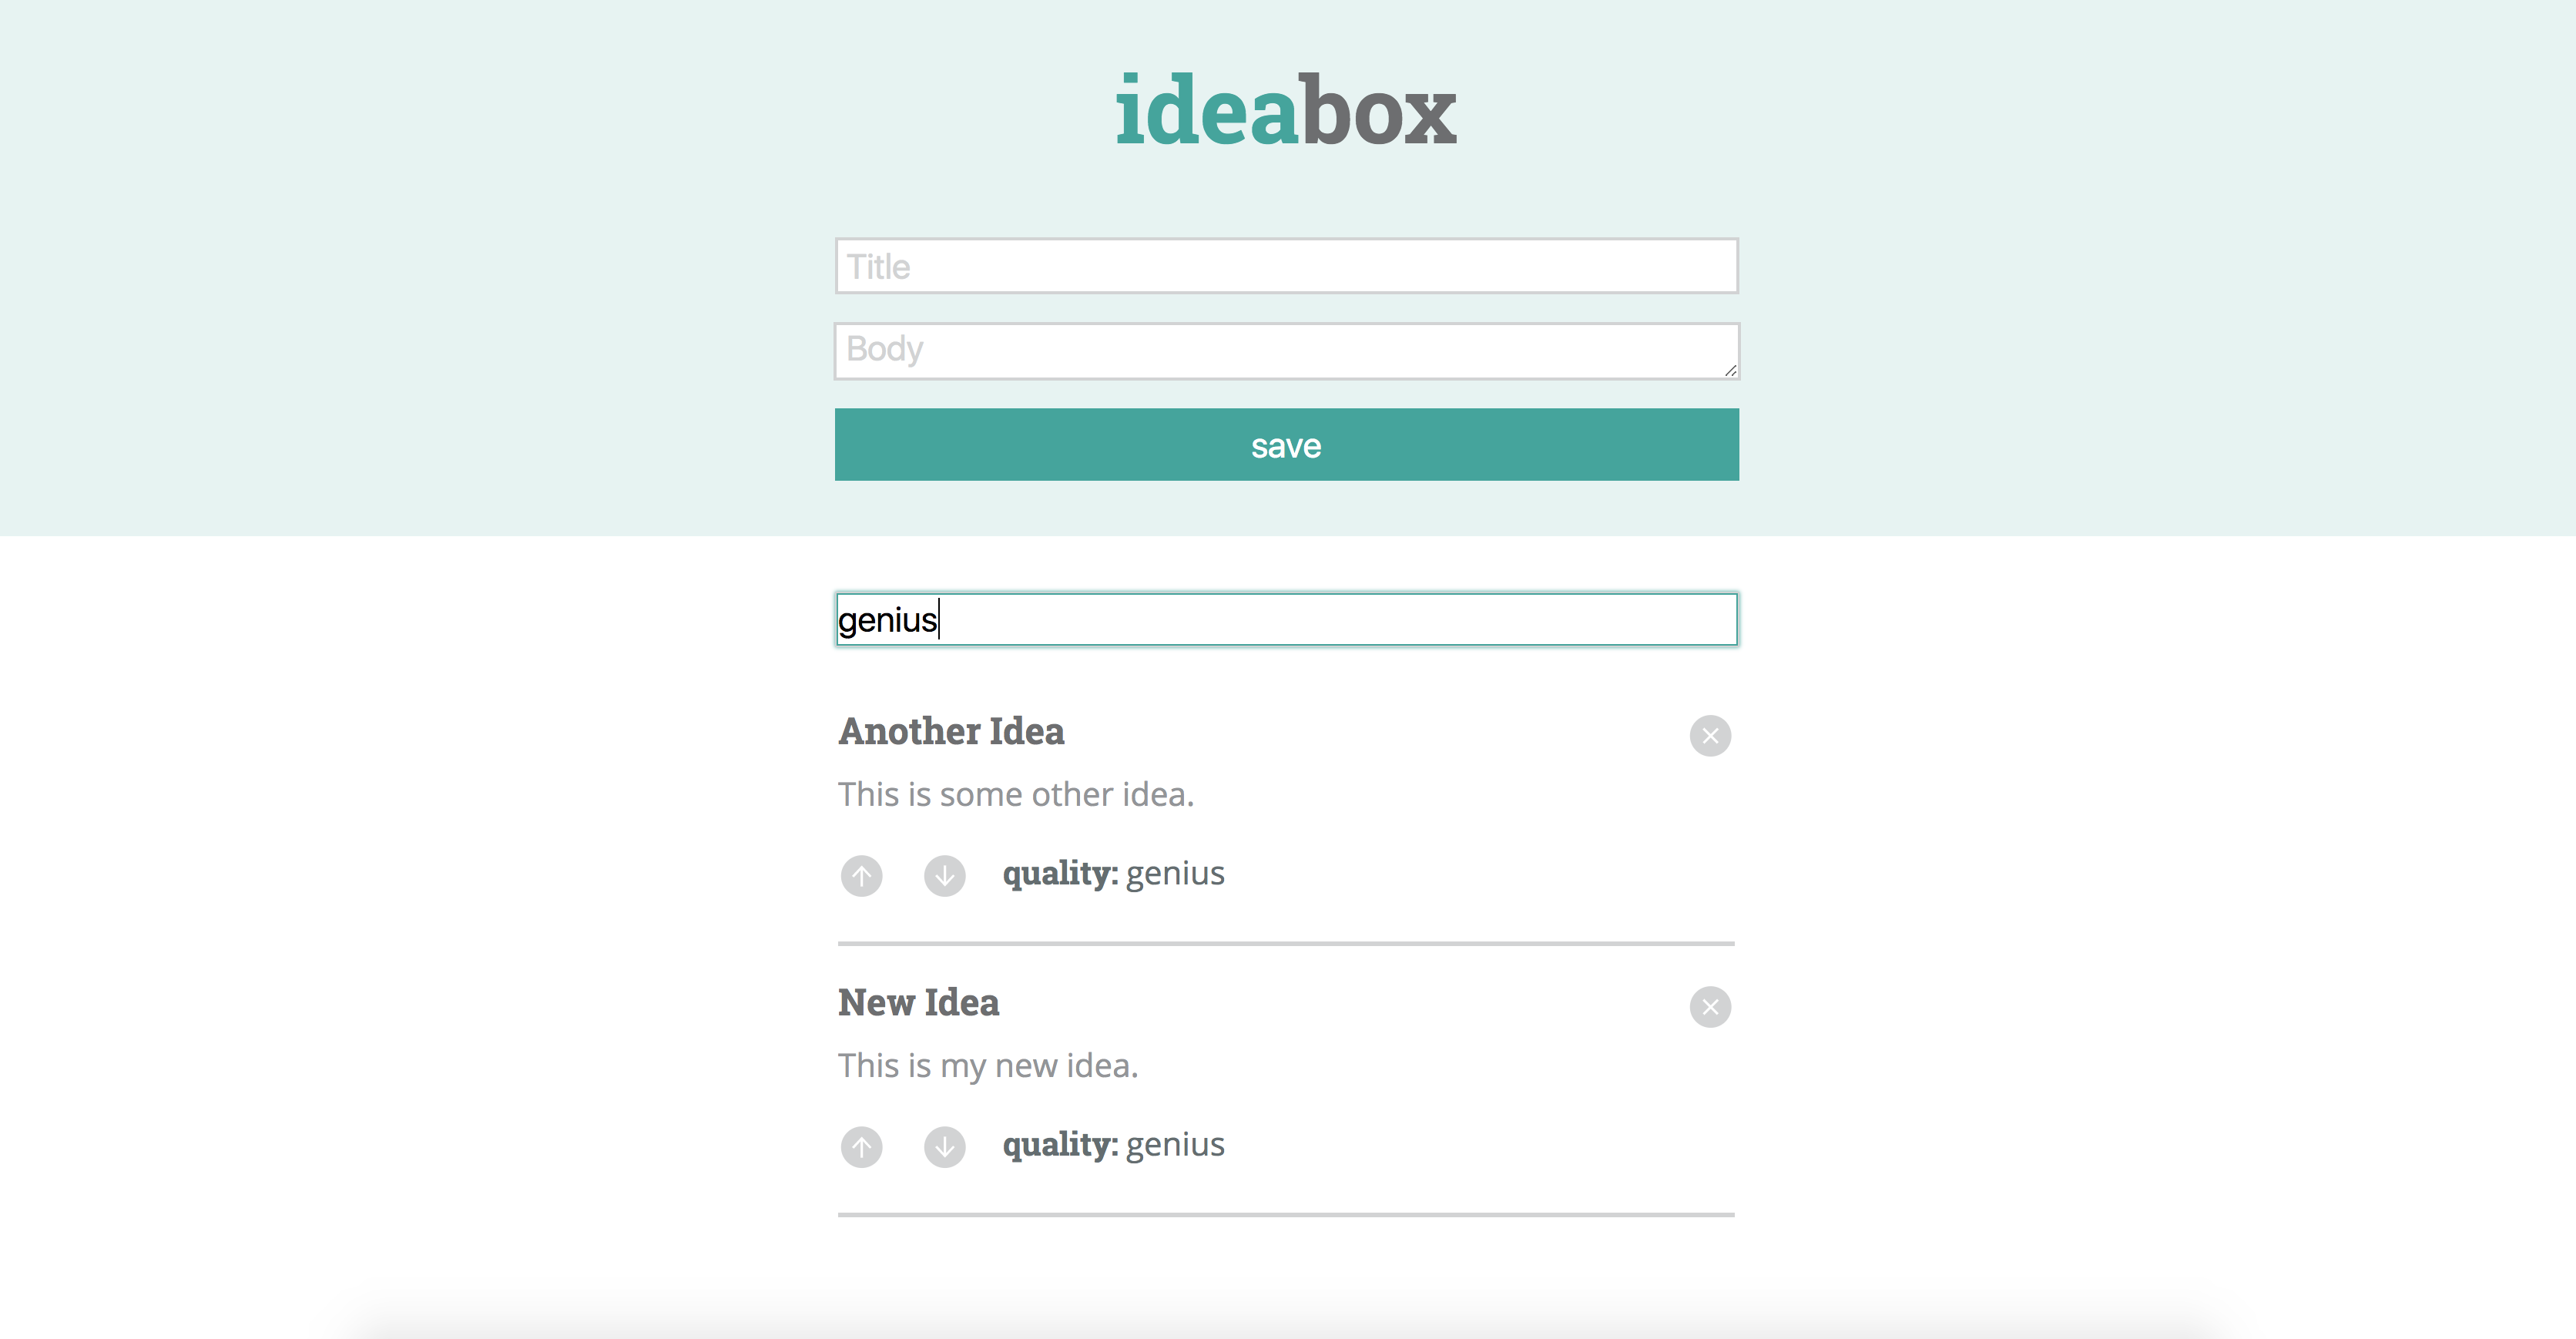 ideabox
Title
Body
save
genius
Another Idea
This is some other idea.
quality: genius
New Idea
This is my new idea.
quality: genius